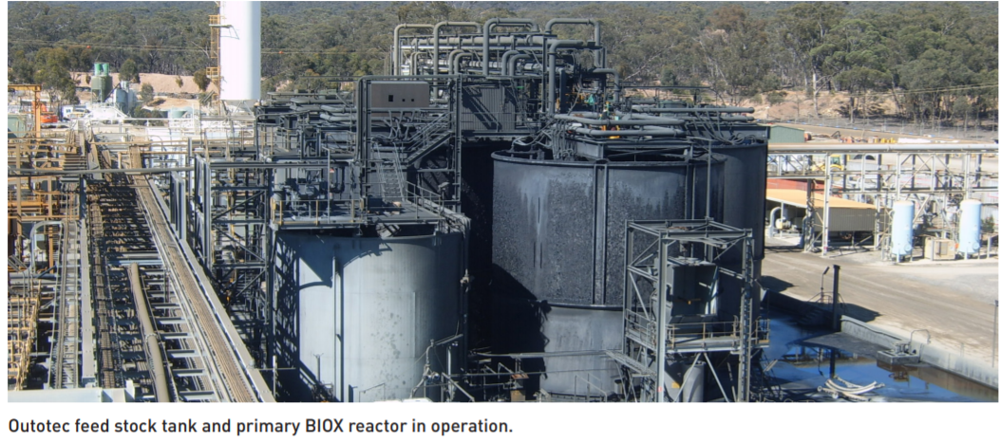 Outotec feed stock tank and primary BIOX reactor in operation.